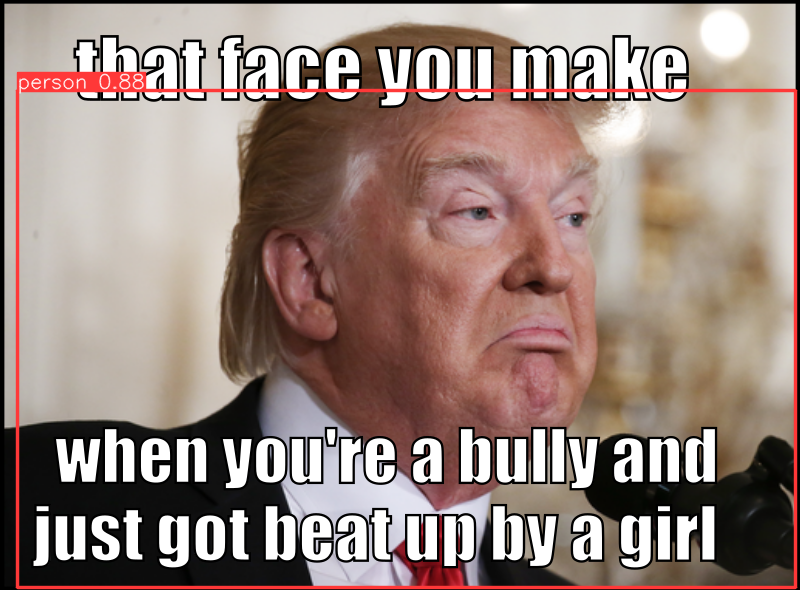 that face you make
person 0.88
when you're a bully and
just got beat up by a girl